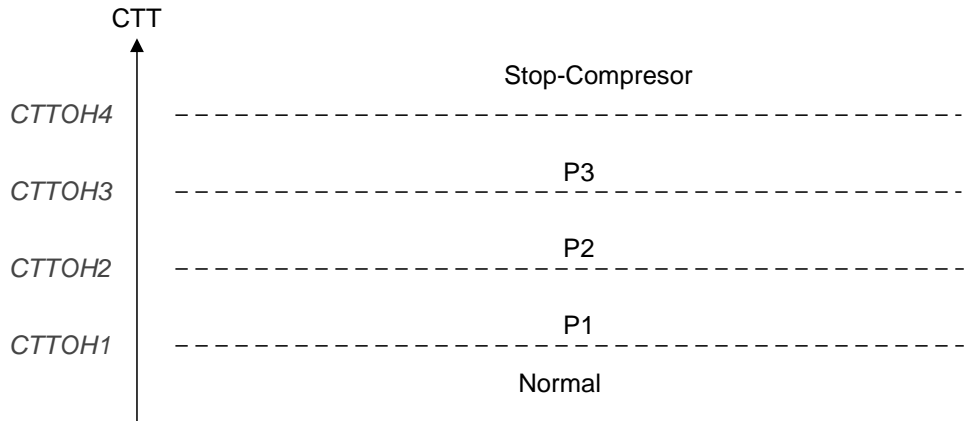 CTT
Stop-Compresor
CTTOH4
P3
CTTOH3
P2
CTTOH2
P1
CTTOH1
Normal